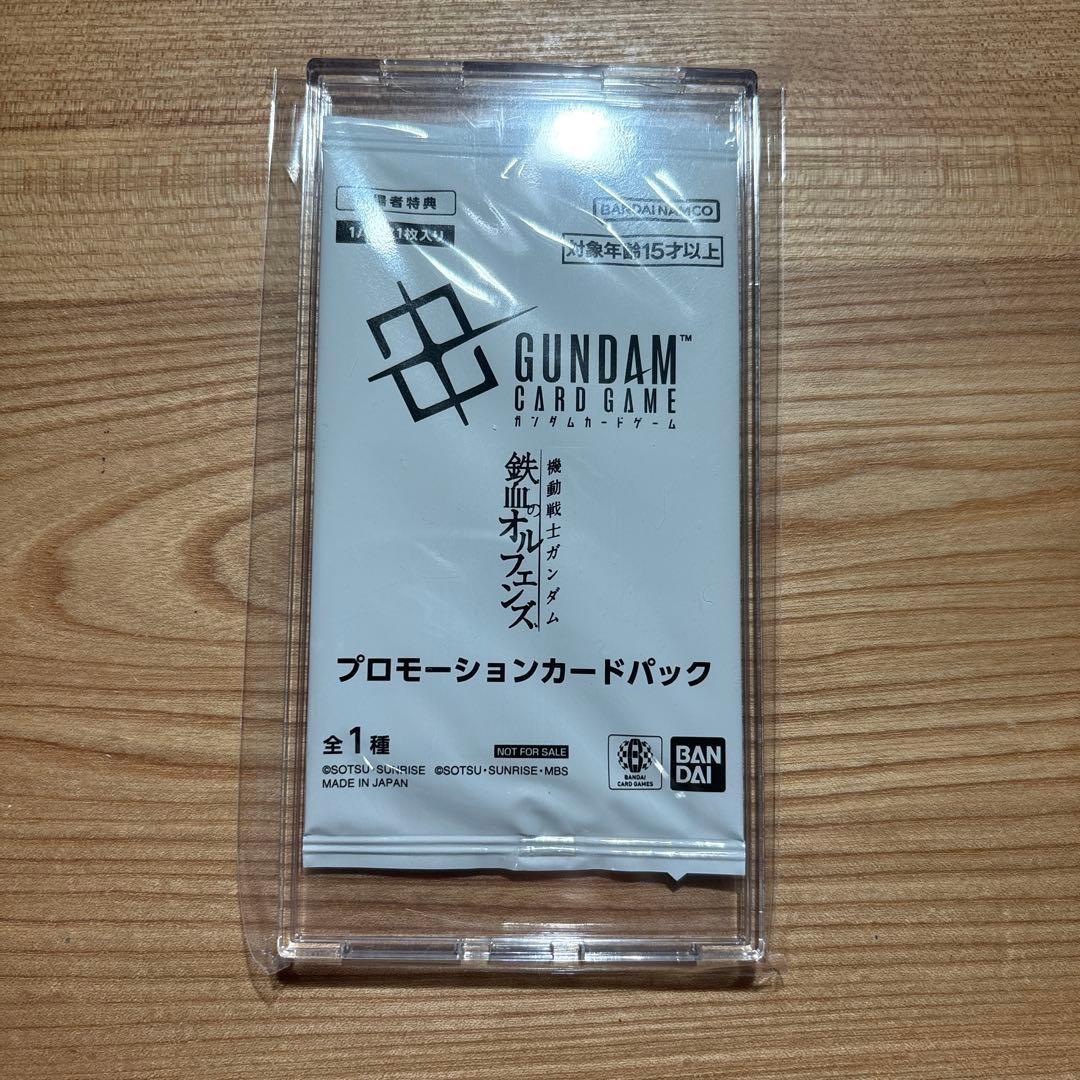 者特典
1枚入り
BANDAI NAMCO
対象年齢15才以上
GUNDAM™
CARD GAME
ガンダムカードゲーム
機動戦士ガンダム
鉄血のオルフェンズ
プロモーションカードパック
全1種
NOT FOR SALE
©SOTSU・SUNRISE ©SOTSU・SUNRISE・MBS
MADE IN JAPAN
BANDAI
CARD GAMES
BAN
DAI